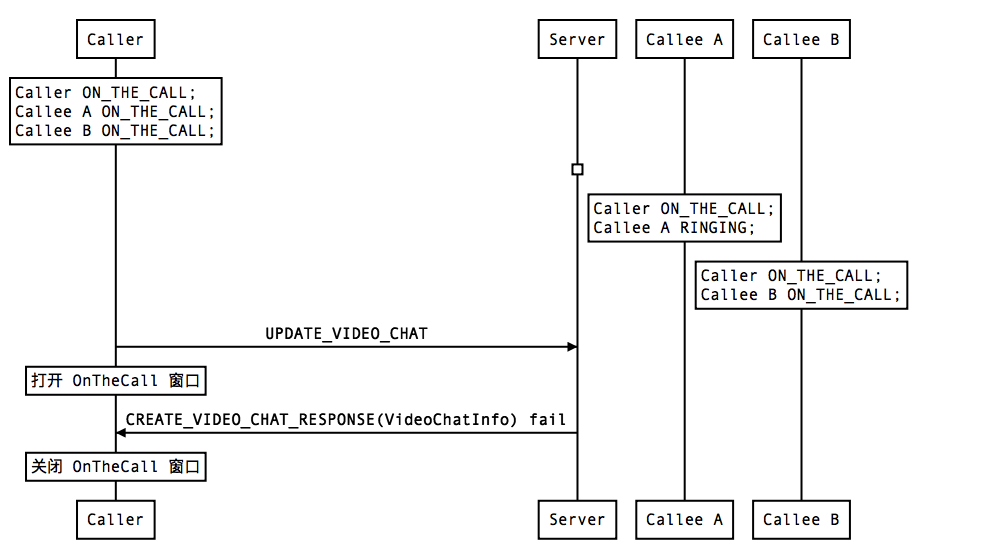 Caller
Server
Callee A
Callee B
Caller ON_THE_CALL;
Callee A ON_THE_CALL;
Callee B ON_THE_CALL;
Caller ON_THE_CALL;
Callee A RINGING;
Caller ON_THE_CALL;
Callee B ON_THE_CALL;
UPDATE_VIDEO_CHAT
打开 OnTheCall 窗口
CREATE_VIDEO_CHAT_RESPONSE(VideoChatInfo) fail
关闭 OnTheCall 窗口
Caller
Server
Callee A
Callee B